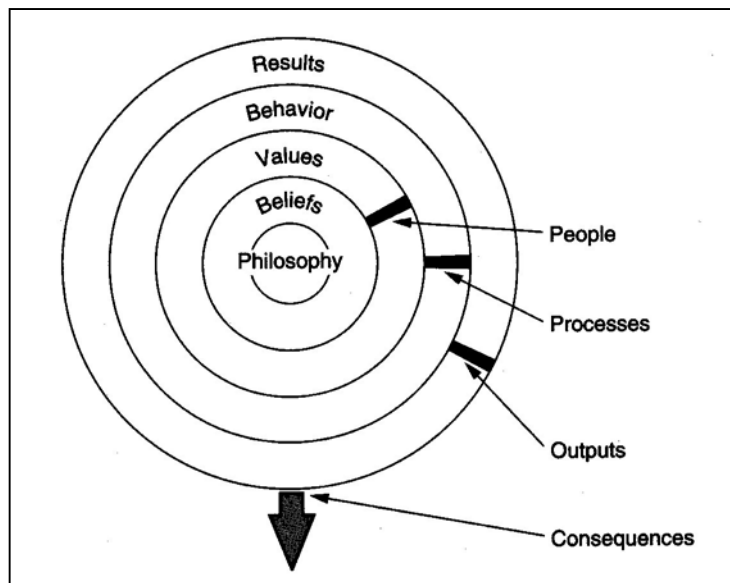 Results
Behavior
Values
Beliefs
Philosophy
People
Processes
Outputs
Consequences